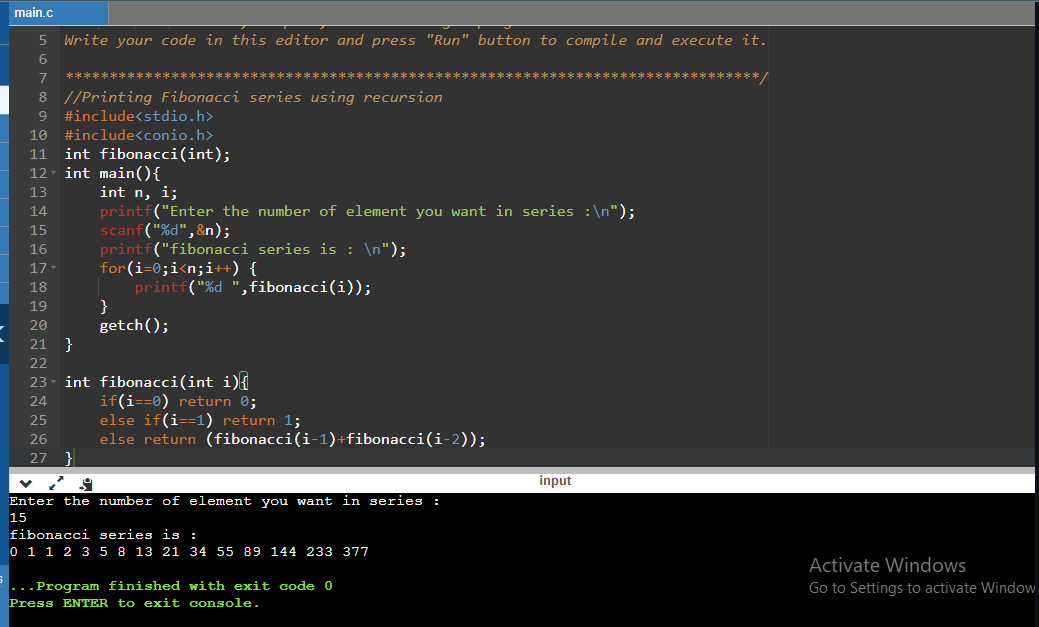 main.c
5 Write your code in this editor and press "Run" button to compile and execute it.
6
7 *******************************************************************************/
8 //Printing Fibonacci series using recursion
9 #include<stdio.h>
10 #include<conio.h>
11 int fibonacci(int);
12 int main(){
13     int n, i;
14     printf("Enter the number of element you want in series :\n");
15     scanf("%d",&n);
16     printf("fibonacci series is : \n");
17     for(i=0;i<n;i++) {
18         printf("%d ",fibonacci(i));
19     }
20     getch();
21 }
22
23 int fibonacci(int i){
24     if(i==0) return 0;
25     else if(i==1) return 1;
26     else return (fibonacci(i-1)+fibonacci(i-2));
27 }
input
Enter the number of element you want in series :
15
fibonacci series is :
0 1 1 2 3 5 8 13 21 34 55 89 144 233 377
...Program finished with exit code 0
Press ENTER to exit console.
Activate Windows
Go to Settings to activate Window